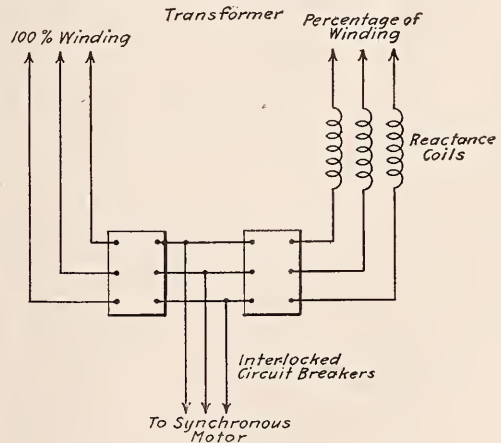 Transformer
100% Winding
Percentage of
Winding
Reactance
Coils
Interlocked
Circuit Breakers
To Synchronous
Motor